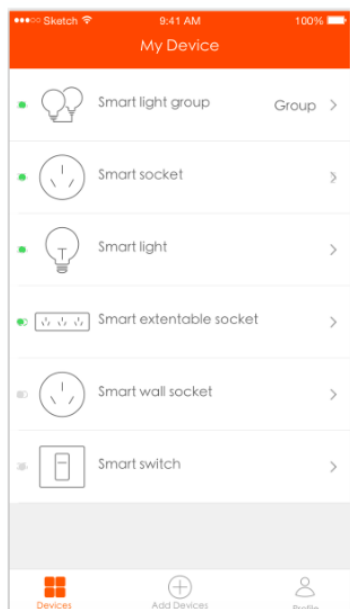 Sketch 9:41 AM 100%
My Device
Smart light group Group
Smart socket
Smart light
Smart extentable socket
Smart wall socket
Smart switch
Devices Add Devices Profile